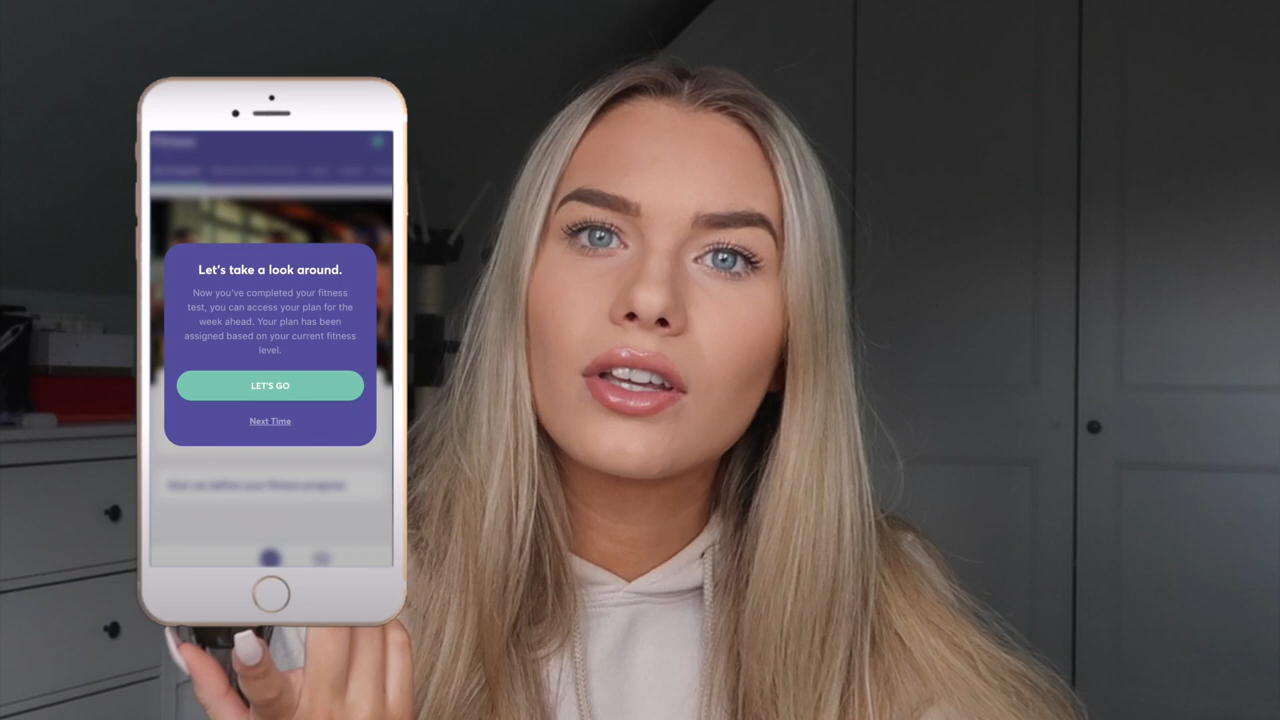 Let's take a look around.
Now you've completed your fitness
test, you can access your plan for the
week ahead. Your plan has been
assigned based on your current fitness
level.
LET'S GO
Next Time